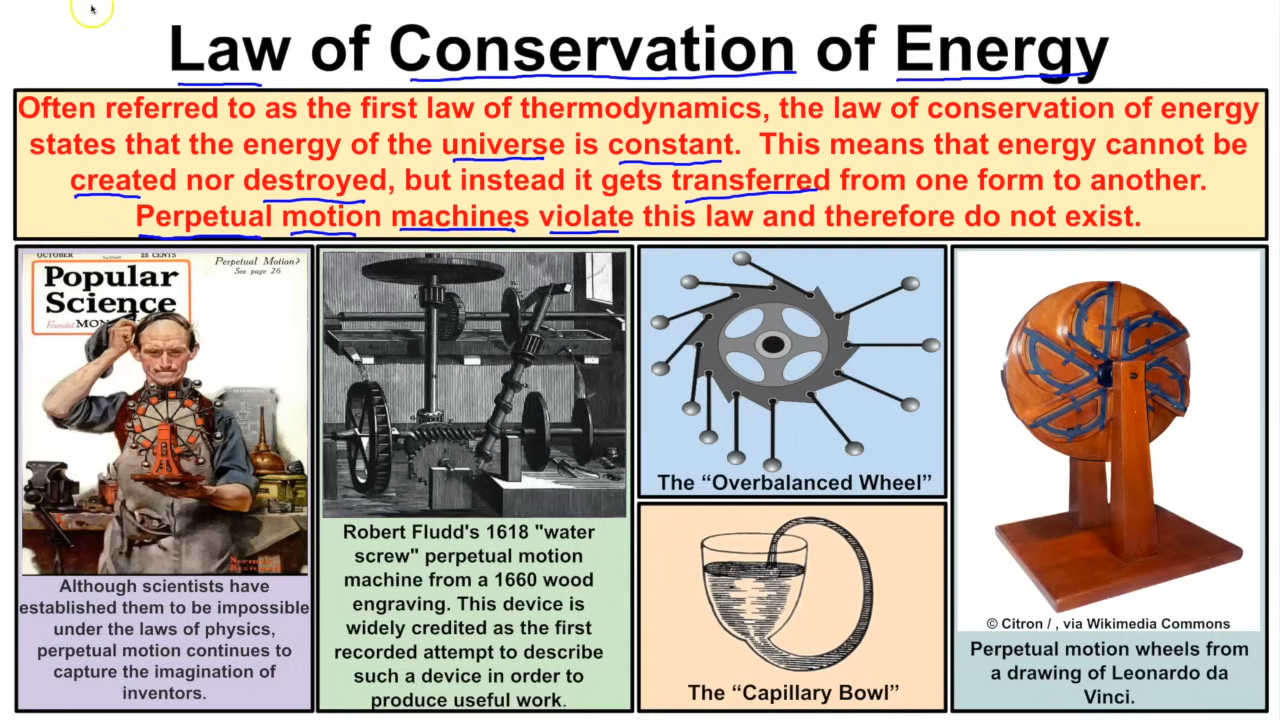 Law of Conservation of Energy
Often referred to as the first law of thermodynamics, the law of conservation of energy
states that the energy of the universe is constant.  This means that energy cannot be
created nor destroyed, but instead it gets transferred from one form to another.
Perpetual motion machines violate this law and therefore do not exist.
OCTOBER
25 CENTS
Perpetual Motion?
See page 26
Popular
Science
Founded MON
Although scientists have
established them to be impossible
under the laws of physics,
perpetual motion continues to
capture the imagination of
inventors.
Robert Fludd's 1618 "water
screw" perpetual motion
machine from a 1660 wood
engraving. This device is
widely credited as the first
recorded attempt to describe
such a device in order to
produce useful work.
The “Overbalanced Wheel”
The “Capillary Bowl”
© Citron / , via Wikimedia Commons
Perpetual motion wheels from
a drawing of Leonardo da
Vinci.